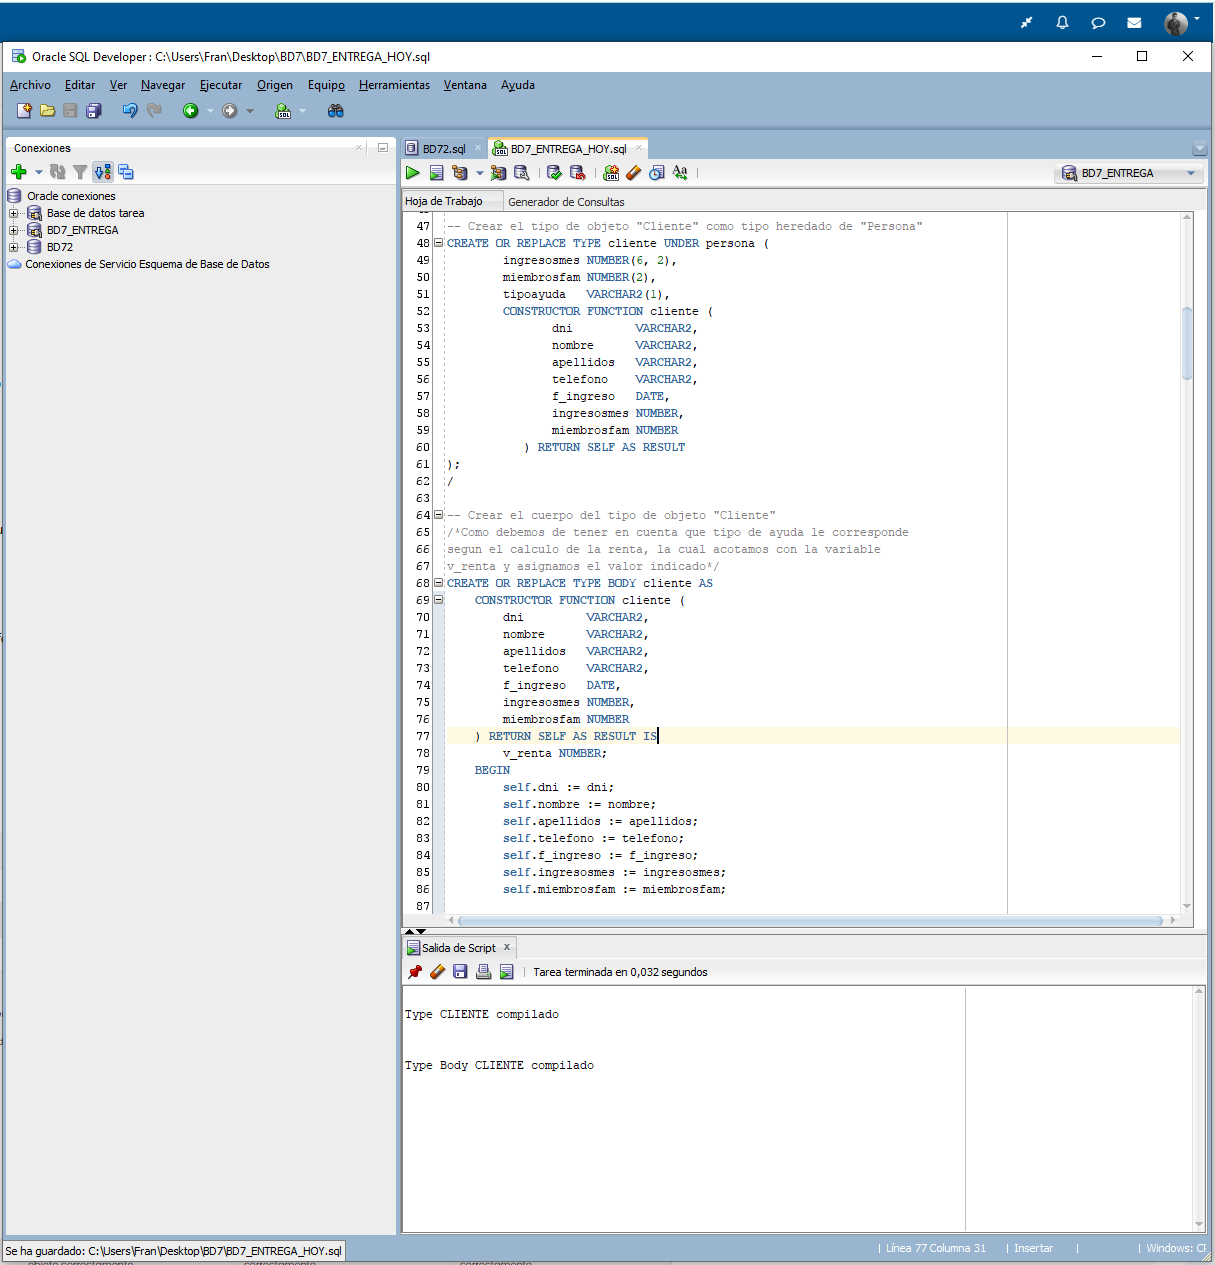 Oracle SQL Developer : C:\Users\Fran\Desktop\BD7\BD7_ENTREGA_HOY.sql
Archivo Editar Ver Navegar Ejecutar Origen Equipo Herramientas Ventana Ayuda
Conexiones
Oracle conexiones
Base de datos tarea
BD7_ENTREGA
BD72
Conexiones de Servicio Esquema de Base de Datos
BD72.sql BD7_ENTREGA_HOY.sql
BD7_ENTREGA
Hoja de Trabajo Generador de Consultas
47 -- Crear el tipo de objeto "Cliente" como tipo heredado de "Persona"
48 CREATE OR REPLACE TYPE cliente UNDER persona (
49 ingresosmes NUMBER(6, 2),
50 miembrosfam NUMBER(2),
51 tipoayuda VARCHAR2(1),
52 CONSTRUCTOR FUNCTION cliente (
53 dni VARCHAR2,
54 nombre VARCHAR2,
55 apellidos VARCHAR2,
56 telefono VARCHAR2,
57 f_ingreso DATE,
58 ingresosmes NUMBER,
59 miembrosfam NUMBER
60 ) RETURN SELF AS RESULT
61 );
62 /
63
64 -- Crear el cuerpo del tipo de objeto "Cliente"
65 /*Como debemos de tener en cuenta que tipo de ayuda le corresponde
66 segun el calculo de la renta, la cual acotamos con la variable
67 v_renta y asignamos el valor indicado*/
68 CREATE OR REPLACE TYPE BODY cliente AS
69 CONSTRUCTOR FUNCTION cliente (
70 dni VARCHAR2,
71 nombre VARCHAR2,
72 apellidos VARCHAR2,
73 telefono VARCHAR2,
74 f_ingreso DATE,
75 ingresosmes NUMBER,
76 miembrosfam NUMBER
77 ) RETURN SELF AS RESULT IS
78 v_renta NUMBER;
79 BEGIN
80 self.dni := dni;
81 self.nombre := nombre;
82 self.apellidos := apellidos;
83 self.telefono := telefono;
84 self.f_ingreso := f_ingreso;
85 self.ingresosmes := ingresosmes;
86 self.miembrosfam := miembrosfam;
87
Salida de Script x
Tarea terminada en 0,032 segundos
Type CLIENTE compilado
Type Body CLIENTE compilado
Se ha guardado: C:\Users\Fran\Desktop\BD7\BD7_ENTREGA_HOY.sql
Línea 77 Columna 31 | Insertar | | Windows: